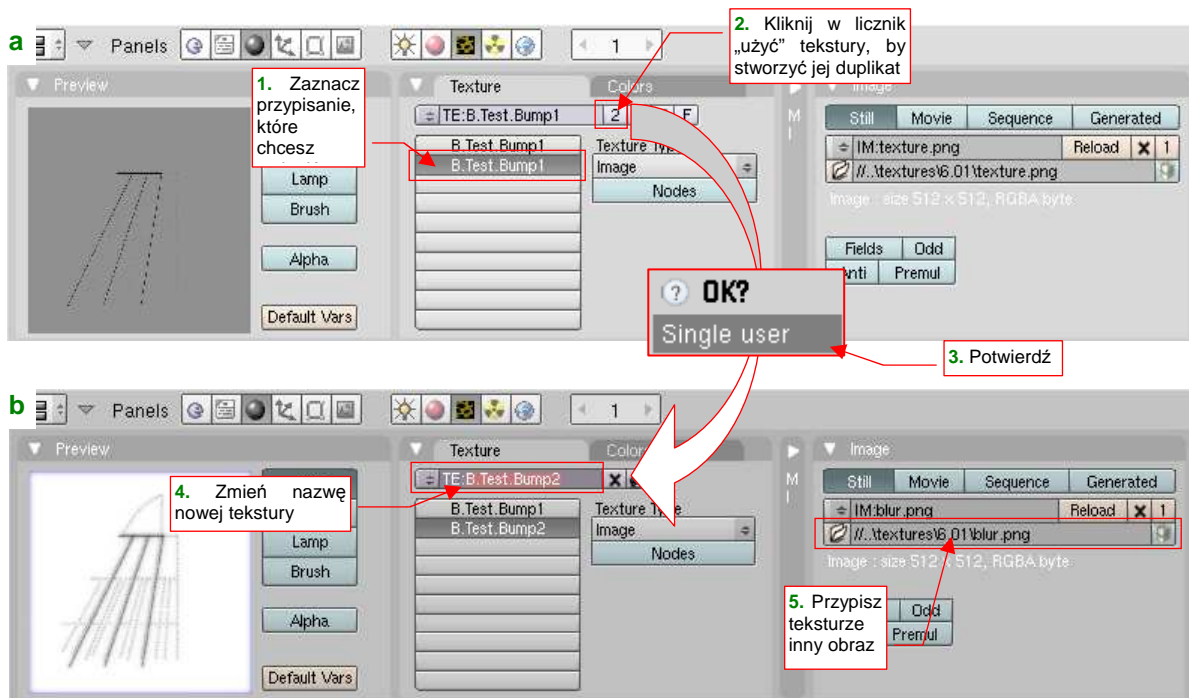 a
Panels
1
2. Kliknij w licznik
„użyć” tekstury, by
stworzyć jej duplikat
Preview
1. Zaznacz
przypisanie,
które
chcesz
Lamp
Brush
Alpha
Default Vars
Texture
Colors
TE:B.Test.Bump1
2
F
B.Test.Bump1
B.Test.Bump1
Texture Type
Image
Nodes
M
I
Image
Still
Movie
Sequence
Generated
IM:texture.png
Reload
1
//..\textures\6.01\texture.png
Image : size 512 x 512, RGBA byte
Fields
Odd
Anti
Premul
OK?
Single user
3. Potwierdź
b
Panels
1
Preview
4. Zmień nazwę
nowej tekstury
Lamp
Brush
Alpha
Default Vars
Texture
Colors
TE:B.Test.Bump2
B.Test.Bump1
B.Test.Bump2
Texture Type
Image
Nodes
M
I
Image
Still
Movie
Sequence
Generated
IM:blur.png
Reload
1
//..\textures\6.01\blur.png
Image : size 512 x 512, RGBA byte
5. Przypisz
teksturze
inny obraz
Odd
Premul